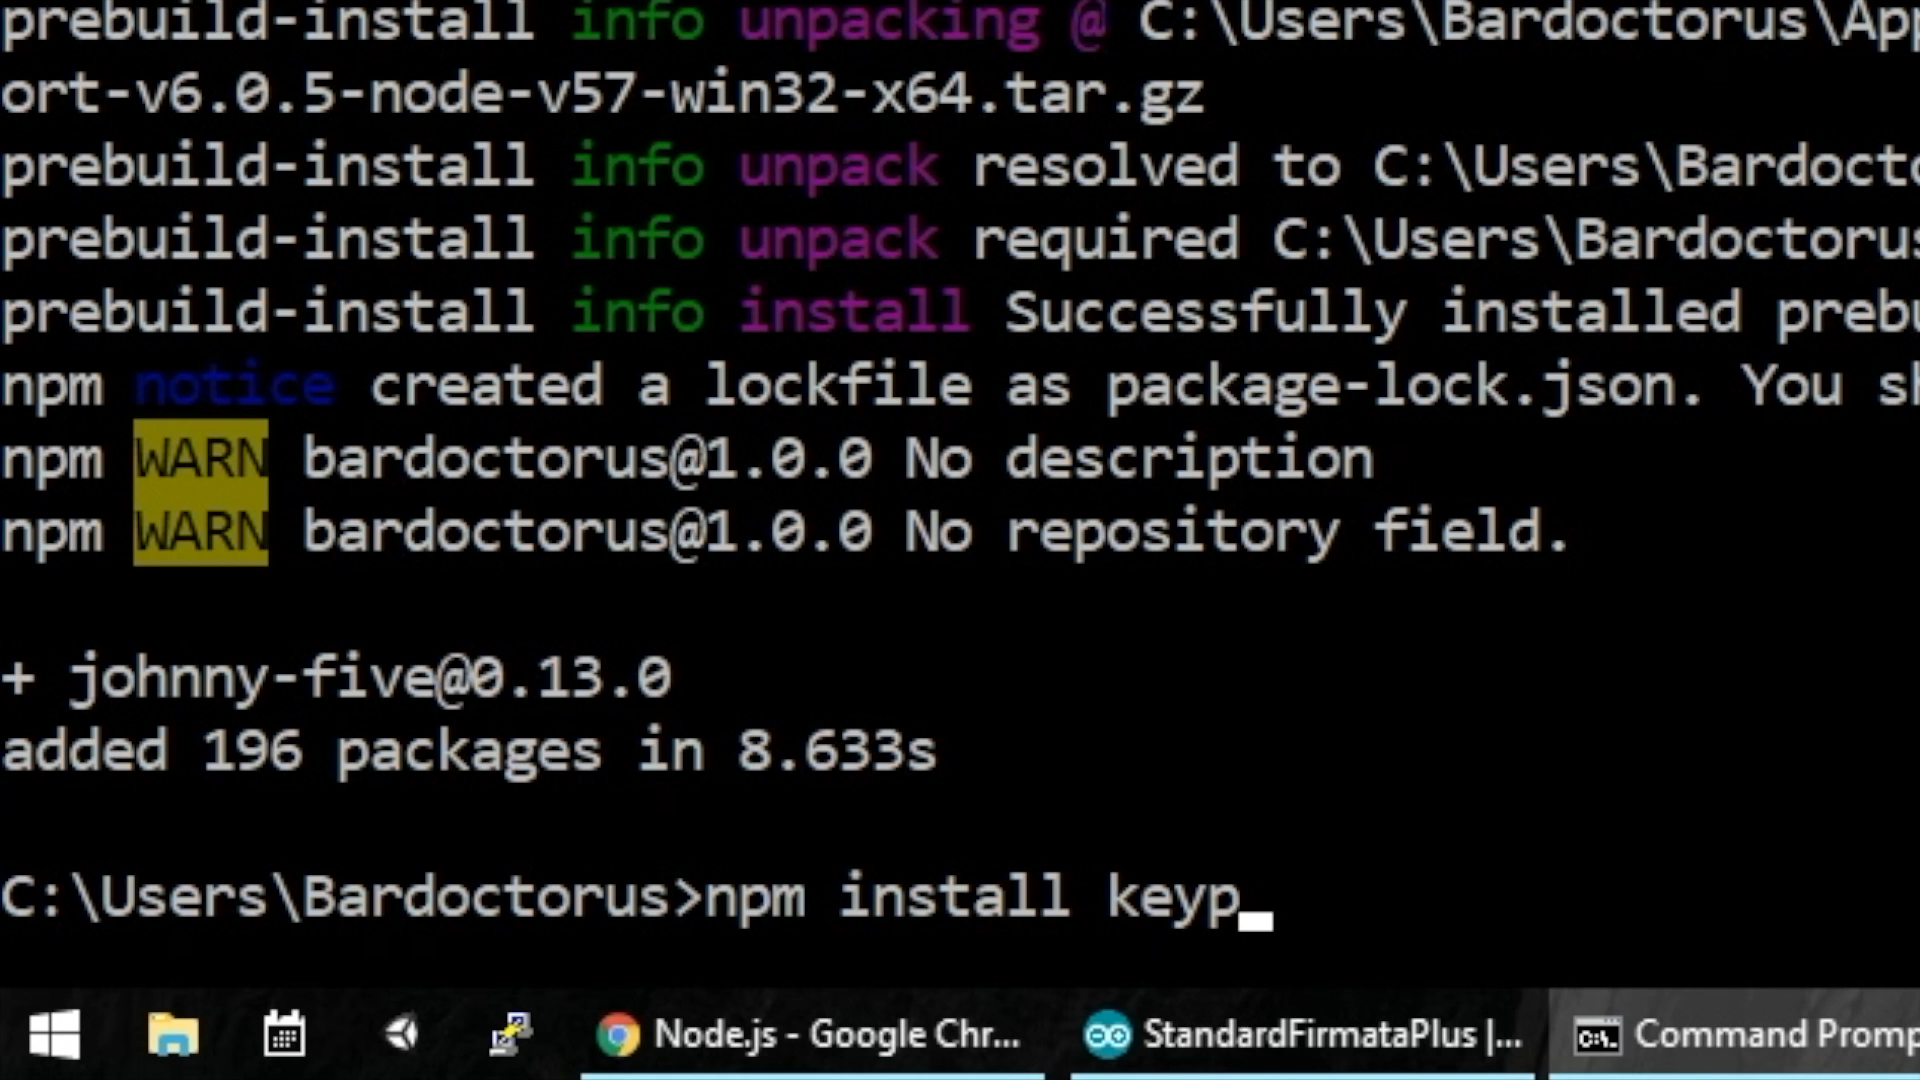 prebuild-install info unpacking @ C:\Users\Bardoctorus\App
ort-v6.0.5-node-v57-win32-x64.tar.gz
prebuild-install info unpack resolved to C:\Users\Bardocto
prebuild-install info unpack required C:\Users\Bardoctorus
prebuild-install info install Successfully installed prebu
npm notice created a lockfile as package-lock.json. You sh
npm WARN bardoctorus@1.0.0 No description
npm WARN bardoctorus@1.0.0 No repository field.
+ johnny-five@0.13.0
added 196 packages in 8.633s
C:\Users\Bardoctorus>npm install keyp_
Node.js - Google Chr... StandardFirmataPlus |... C:\. Command Promp